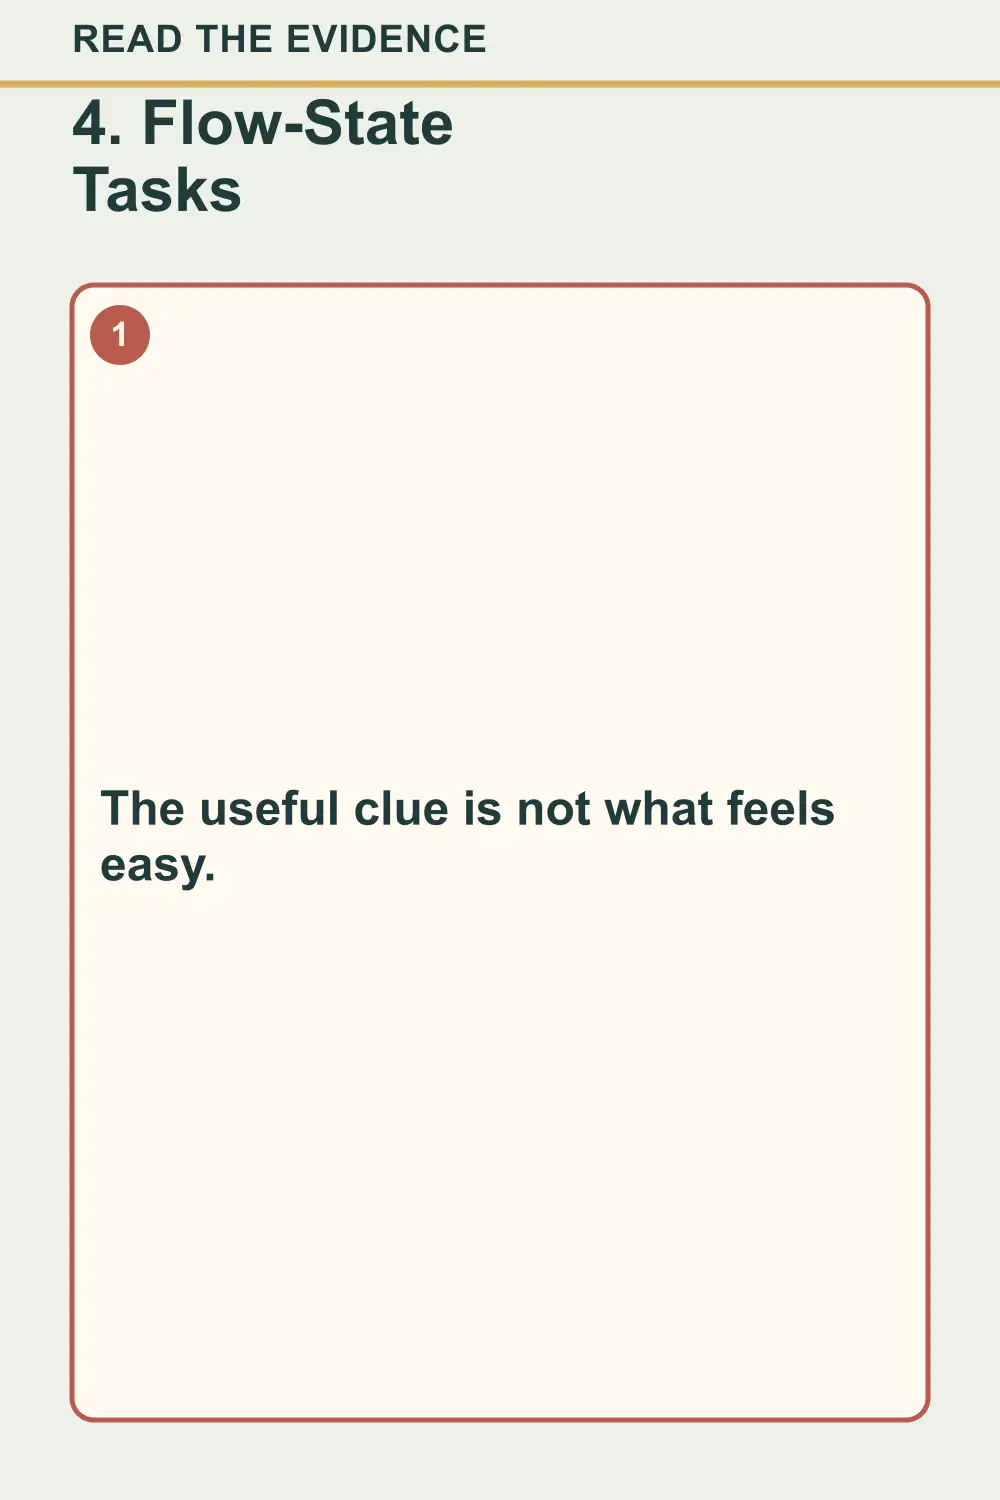 READ THE EVIDENCE
4. Flow-State
Tasks
1
The useful clue is not what feels
easy.